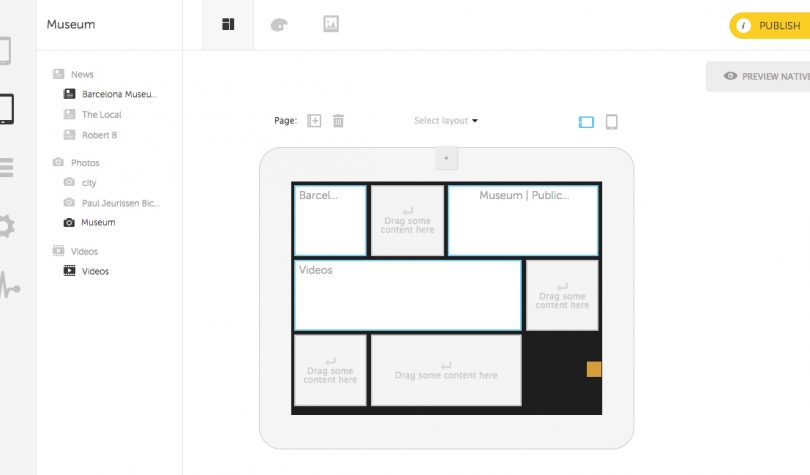 Museum
i PUBLISH
News
Barcelona Museu...
The Local
Robert B
Photos
city
Paul Jeurissen Bic...
Museum
Videos
Videos
PREVIEW NATIVE
Page:
Select layout
Barcel...
Drag some
content here
Museum | Public...
Videos
Drag some
content here
Drag some
content here
Drag some content here